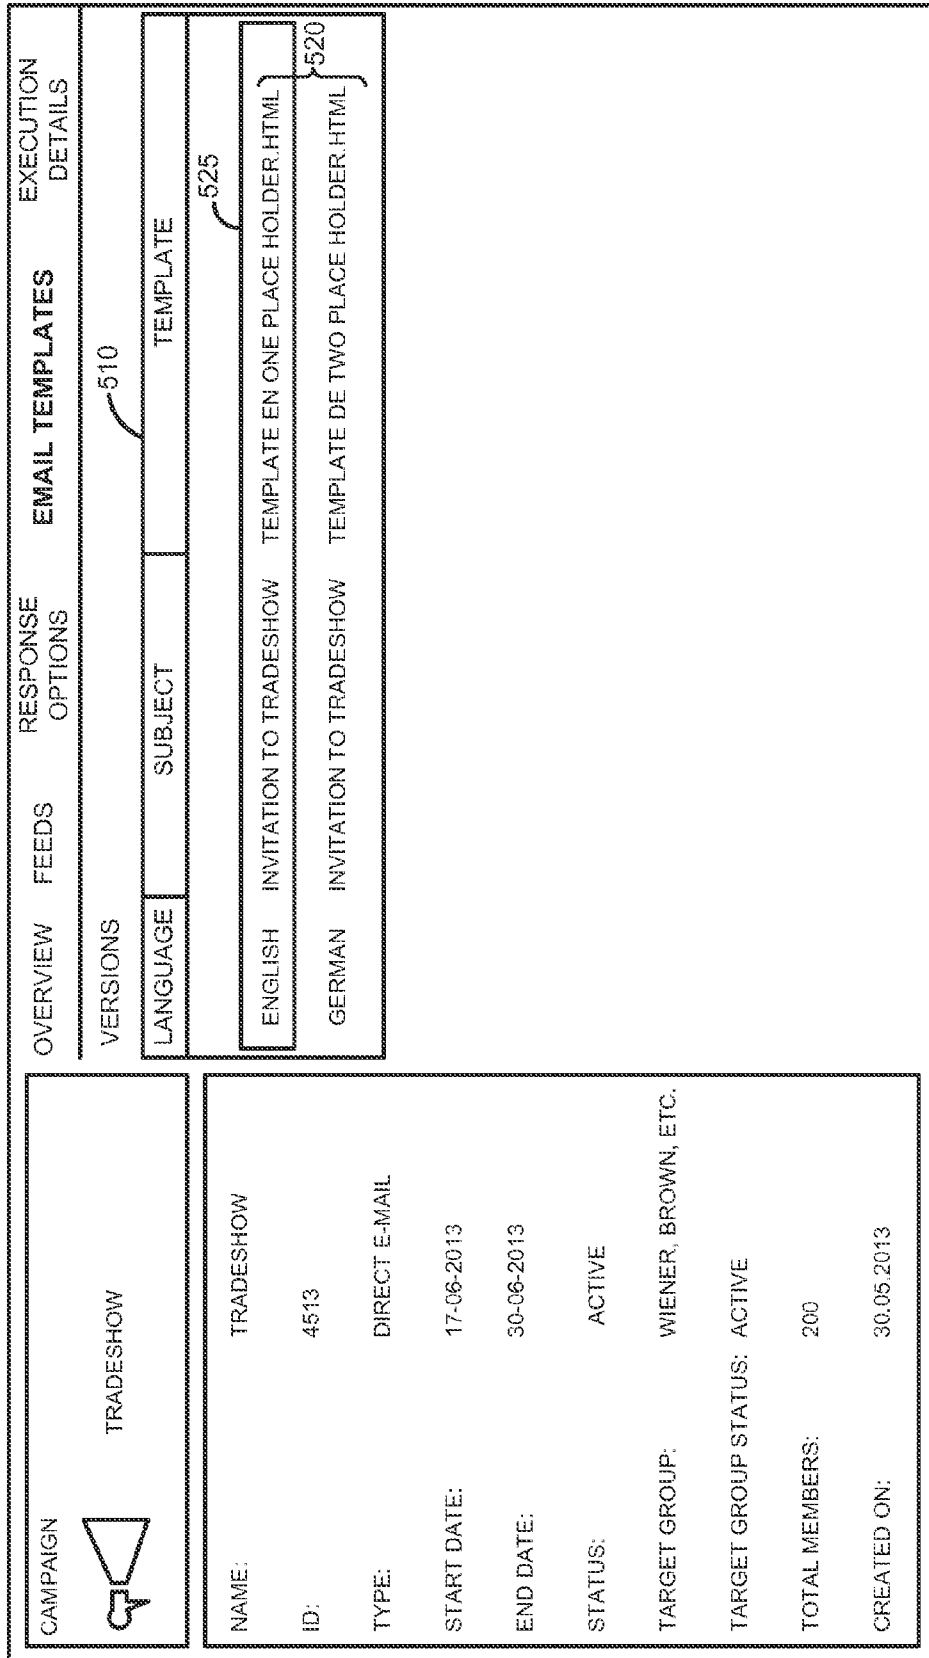 CAMPAIGN
TRADESHOW
NAME: TRADESHOW
ID: 4513
TYPE: DIRECT E-MAIL
START DATE: 17-06-2013
END DATE: 30-06-2013
STATUS: ACTIVE
TARGET GROUP: WIENER, BROWN, ETC.
TARGET GROUP STATUS: ACTIVE
TOTAL MEMBERS: 200
CREATED ON: 30.05.2013
OVERVIEW FEEDS RESPONSE OPTIONS EMAIL TEMPLATES EXECUTION DETAILS
VERSIONS
510
LANGUAGE SUBJECT TEMPLATE
525
ENGLISH INVITATION TO TRADESHOW TEMPLATE EN ONE PLACE HOLDER.HTML
520
GERMAN INVITATION TO TRADESHOW TEMPLATE DE TWO PLACE HOLDER.HTML